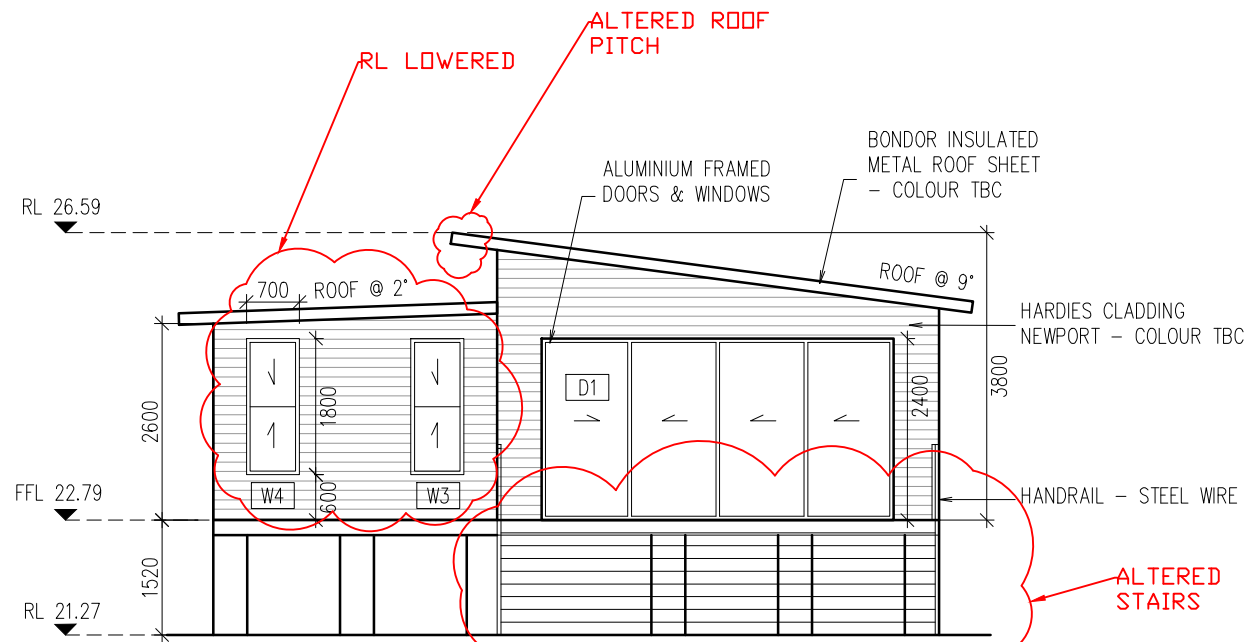 ALTERED ROOF
PITCH
RL LOWERED
BONDOR INSULATED
METAL ROOF SHEET
- COLOUR TBC
ALUMINIUM FRAMED
DOORS & WINDOWS
RL 26.59
ROOF @ 9°
700
ROOF @ 2°
HARDIES CLADDING
NEWPORT - COLOUR TBC
3800
D1
2400
1800
2600
W4
600
W3
FFL 22.79
HANDRAIL - STEEL WIRE
1520
ALTERED
STAIRS
RL 21.27